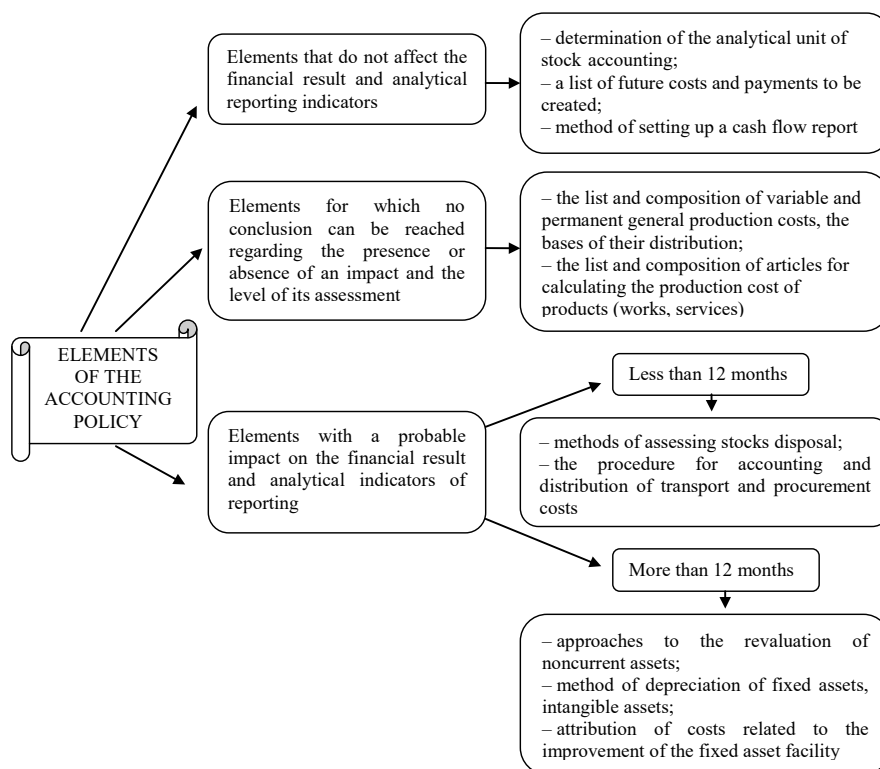 Elements that do not affect the
financial result and analytical
reporting indicators
– determination of the analytical unit of
stock accounting;
– a list of future costs and payments to be
created;
– method of setting up a cash flow report
Elements for which no
conclusion can be reached
regarding the presence or
absence of an impact and the
level of its assessment
– the list and composition of variable and
permanent general production costs, the
bases of their distribution;
– the list and composition of articles for
calculating the production cost of
products (works, services)
ELEMENTS
OF THE
ACCOUNTING
POLICY
Elements with a probable
impact on the financial result
and analytical indicators of
reporting
Less than 12 months
– methods of assessing stocks disposal;
– the procedure for accounting and
distribution of transport and procurement
costs
More than 12 months
– approaches to the revaluation of
noncurrent assets;
– method of depreciation of fixed assets,
intangible assets;
– attribution of costs related to the
improvement of the fixed asset facility